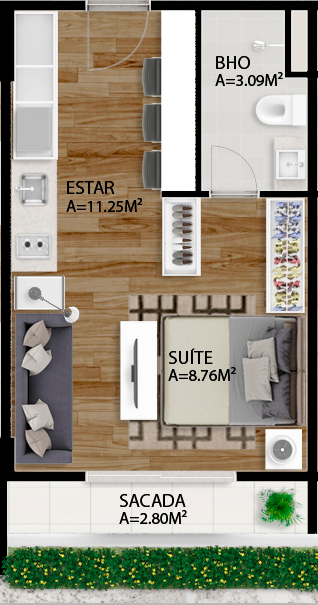 BHO
A=3.09M²
ESTAR
A=11.25M²
SUÍTE
A=8.76M²
SACADA
A=2.80M²